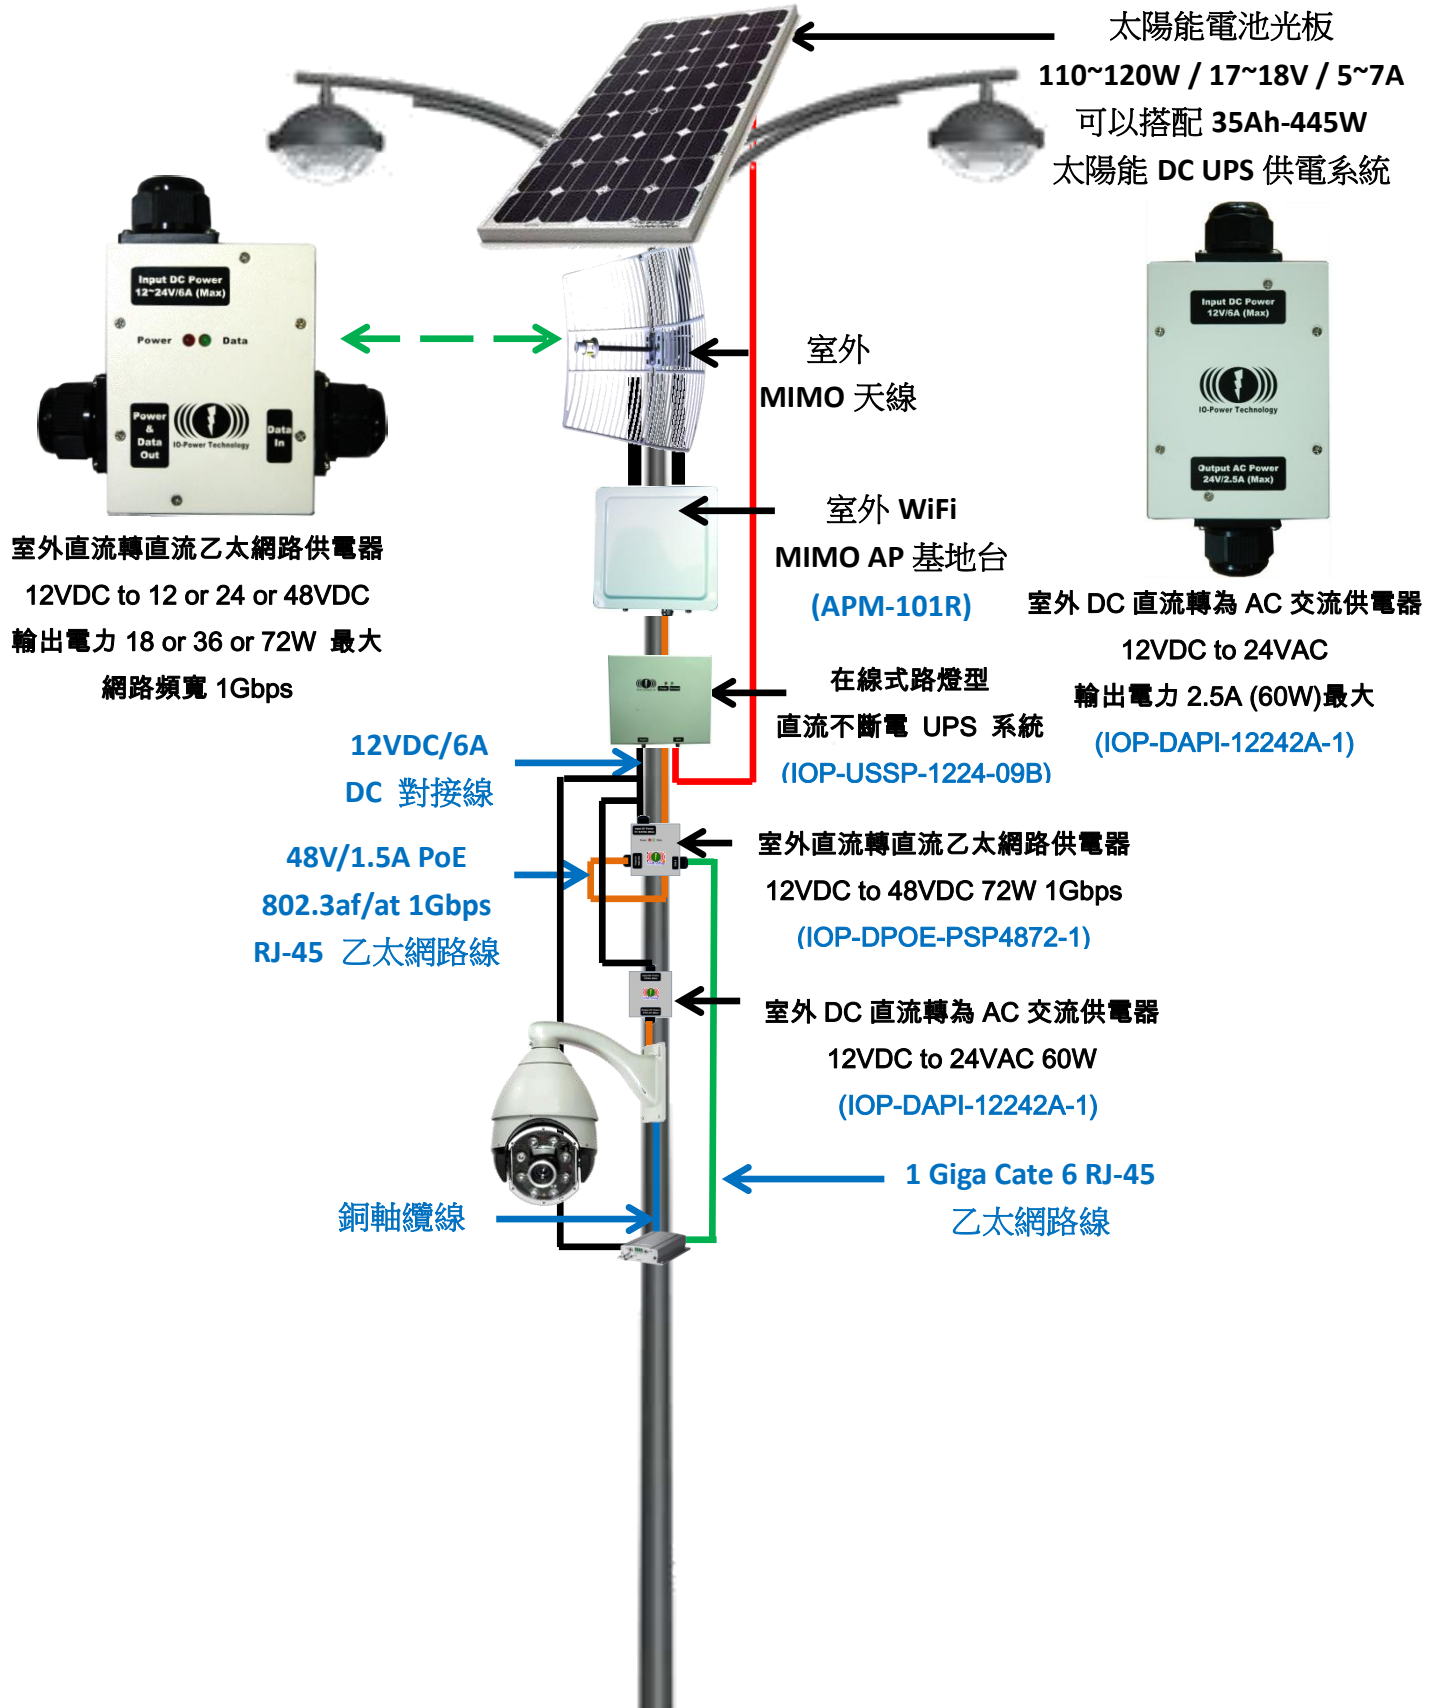 太陽能電池光板
110~120W / 17~18V / 5~7A
可以搭配 35Ah-445W
太陽能 DC UPS 供電系統
Input DC Power
12~24V/6A (Max)
Power
Data
Power
&
Data
Out
IO-Power Technology
Data
In
室外直流轉直流乙太網路供電器
12VDC to 12 or 24 or 48VDC
輸出電力 18 or 36 or 72W 最大
網路頻寬 1Gbps
室外
MIMO 天線
Input DC Power
12V/6A (Max)
IO-Power Technology
Output AC Power
24V/2.5A (Max)
室外 DC 直流轉為 AC 交流供電器
12VDC to 24VAC
輸出電力 2.5A (60W)最大
(IOP-DAPI-12242A-1)
室外 WiFi
MIMO AP 基地台
(APM-101R)
在線式路燈型
直流不斷電 UPS 系統
(IOP-USSP-1224-09B)
12VDC/6A
DC 對接線
48V/1.5A PoE
802.3af/at 1Gbps
RJ-45 乙太網路線
室外直流轉直流乙太網路供電器
12VDC to 48VDC 72W 1Gbps
(IOP-DPOE-PSP4872-1)
室外 DC 直流轉為 AC 交流供電器
12VDC to 24VAC 60W
(IOP-DAPI-12242A-1)
1 Giga Cate 6 RJ-45
乙太網路線
銅軸纜線